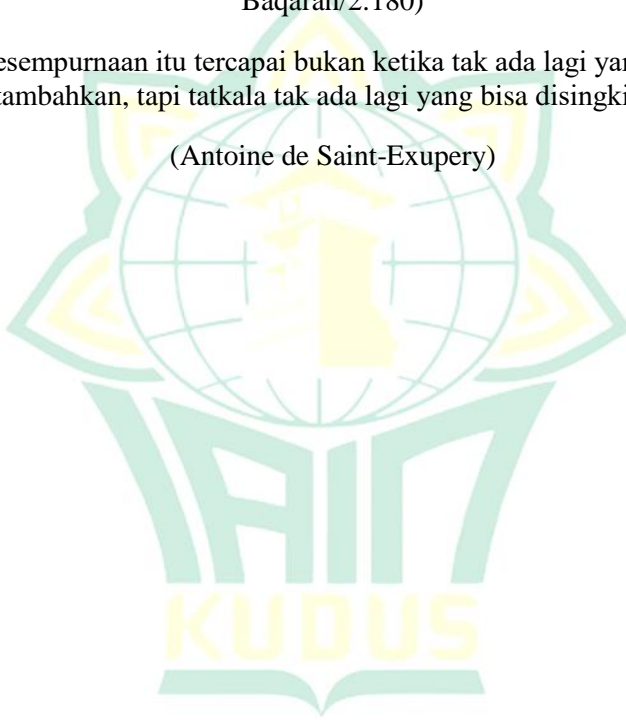 Baqarah/2:180)
esempurnaan itu tercapai bukan ketika tak ada lagi yan
tambahkan, tapi tatkala tak ada lagi yang bisa disingki
(Antoine de Saint-Exupery)
IAIN
KUDUS